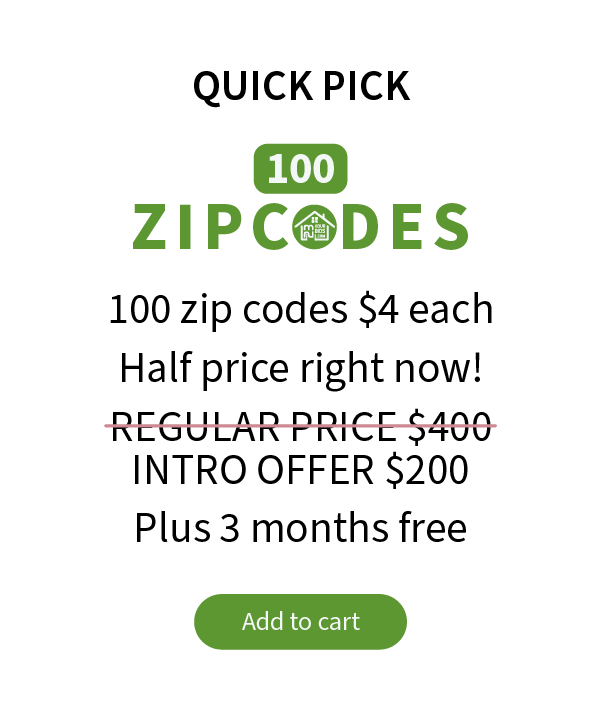 QUICK PICK
100
ZIPCODES
100 zip codes $4 each
Half price right now!
REGULAR PRICE $400
INTRO OFFER $200
Plus 3 months free
Add to cart